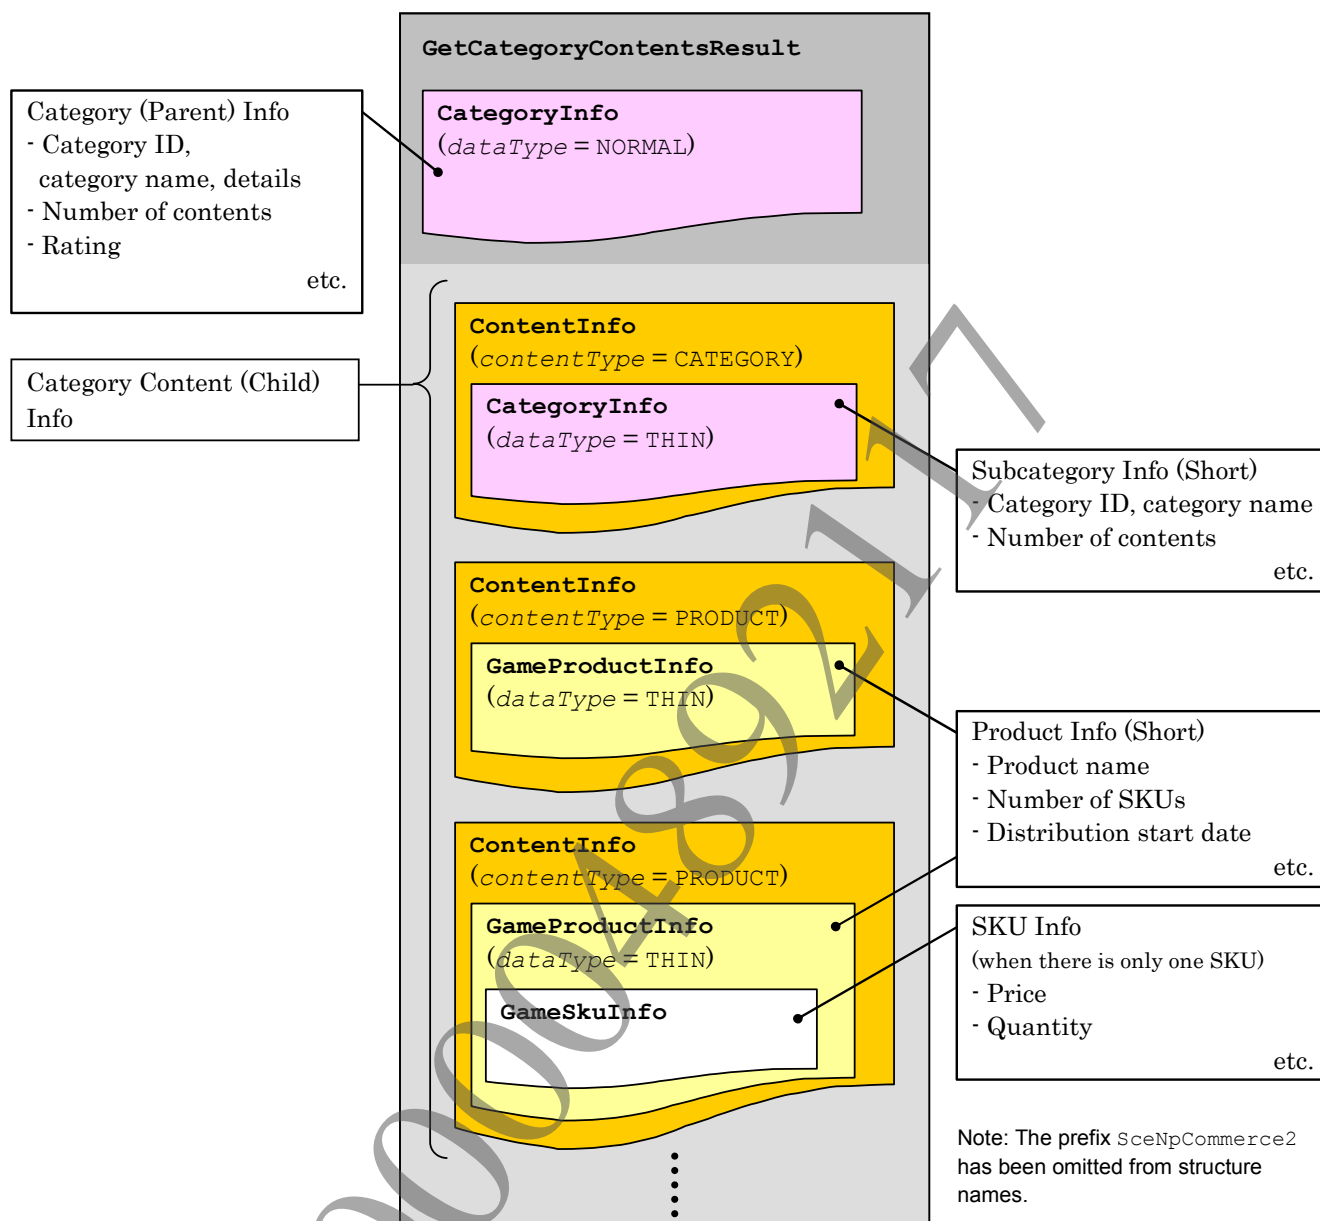 GetCategoryContentsResult
CategoryInfo
(dataType = NORMAL)
Category (Parent) Info
- Category ID,
category name, details
- Number of contents
- Rating
etc.
Category Content (Child)
Info
ContentInfo
(contentType = CATEGORY)
CategoryInfo
(dataType = THIN)
Subcategory Info (Short)
- Category ID, category name
- Number of contents
etc.
ContentInfo
(contentType = PRODUCT)
GameProductInfo
(dataType = THIN)
Product Info (Short)
- Product name
- Number of SKUs
- Distribution start date
etc.
ContentInfo
(contentType = PRODUCT)
GameProductInfo
(dataType = THIN)
GameSkuInfo
SKU Info
(when there is only one SKU)
- Price
- Quantity
etc.
Note: The prefix SceNpCommerce2
has been omitted from structure
names.